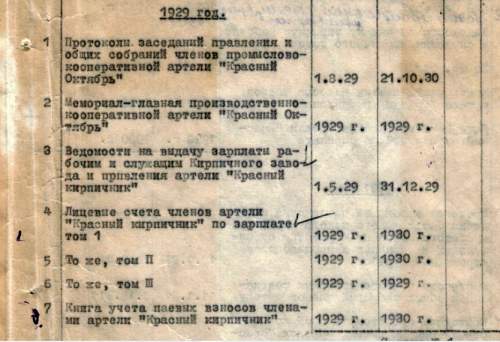 1929 год.
1 Протоколы заседаний правления и
общих собраний членов промыслово-
кооперативной артели "Красный
Октябрь" 1.8.29 21.10.30
2 Мемориал-главная производственно-
кооперативной артели "Красный Ок-
тябрь" 1929 г. 1929 г.
3 Ведомости на выдачу зарплаты ра-
бочим и служащим Кирпичного заво-
да и првления артели "Красный
кирпичник" 1.5.29 31.12.29
4 Лицевые счета членов артели
"Красный кирпичник" по зарплате
том 1 1929 г. 1930 г.
5 То же, том П 1929 г. 1930 г.
6 То же, том Ш 1929 г. 1929 г.
7 Книга учета паевых взносов члена-
ми артели "Красный кирпичник" 1929 г. 1930 г.